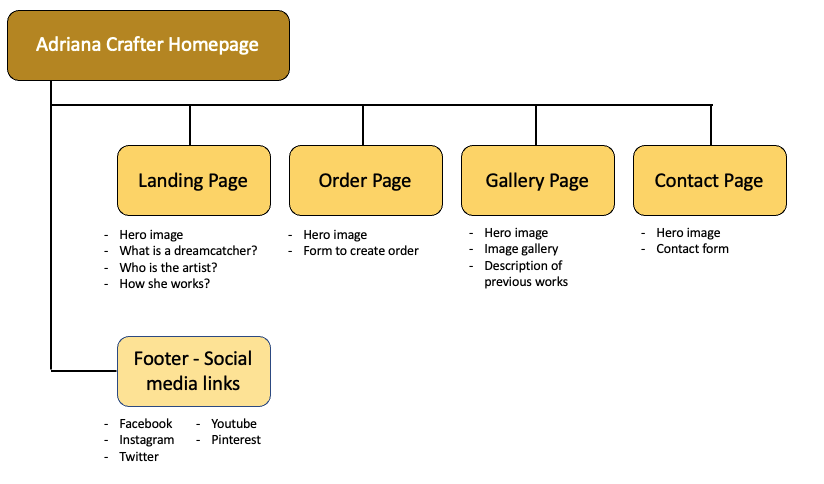 Adriana Crafter Homepage
Landing Page
- Hero image
- What is a dreamcatcher?
- Who is the artist?
- How she works?
Order Page
- Hero image
- Form to create order
Gallery Page
- Hero image
- Image gallery
- Description of
previous works
Contact Page
- Hero image
- Contact form
Footer - Social
media links
- Facebook
- Instagram
- Twitter
- Youtube
- Pinterest